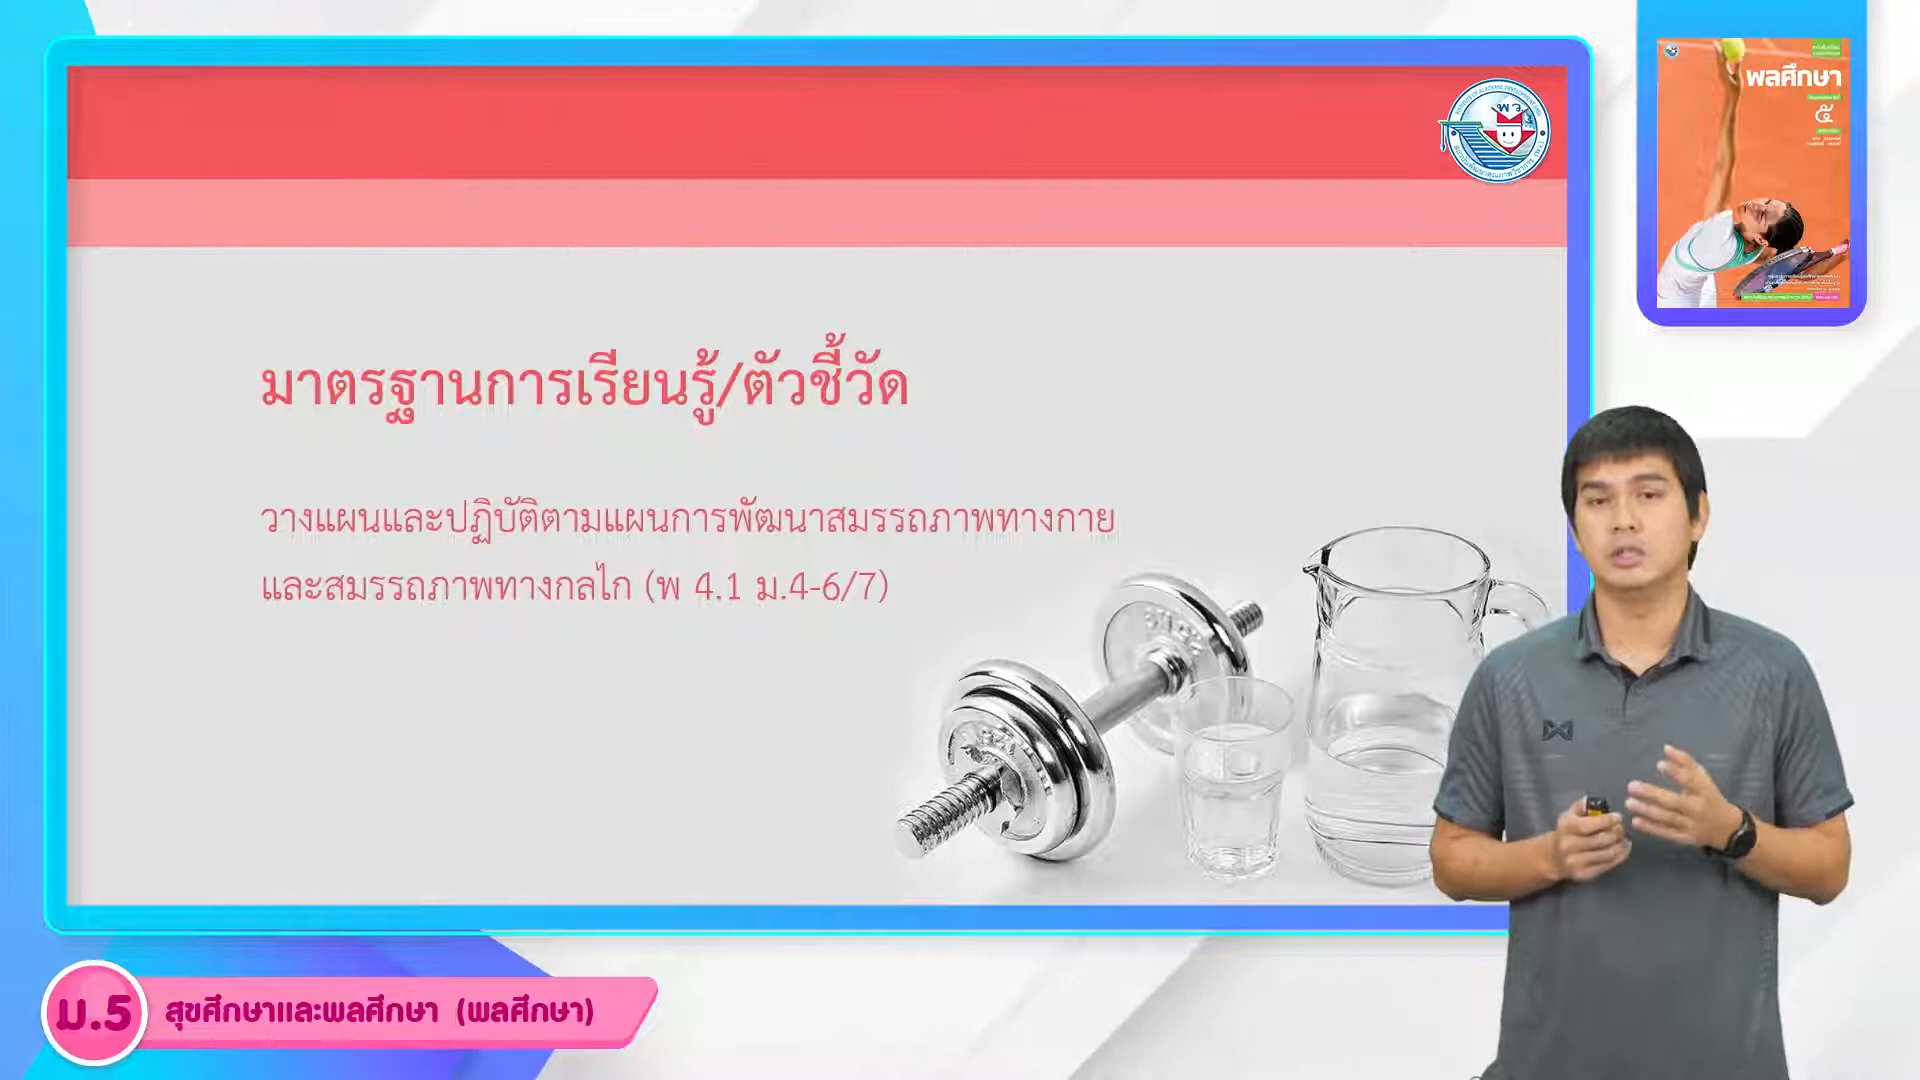 มาตรฐานการเรียนรู้/ตัวชี้วัด
วางแผนและปฏิบัติตามแผนการพัฒนาสมรรถภาพทางกาย
และสมรรถภาพทางกลไก (พ 4.1 ม.4-6/7)
พว.
พลศึกษา
๕
ม.5 สุขศึกษาและพลศึกษา (พลศึกษา)